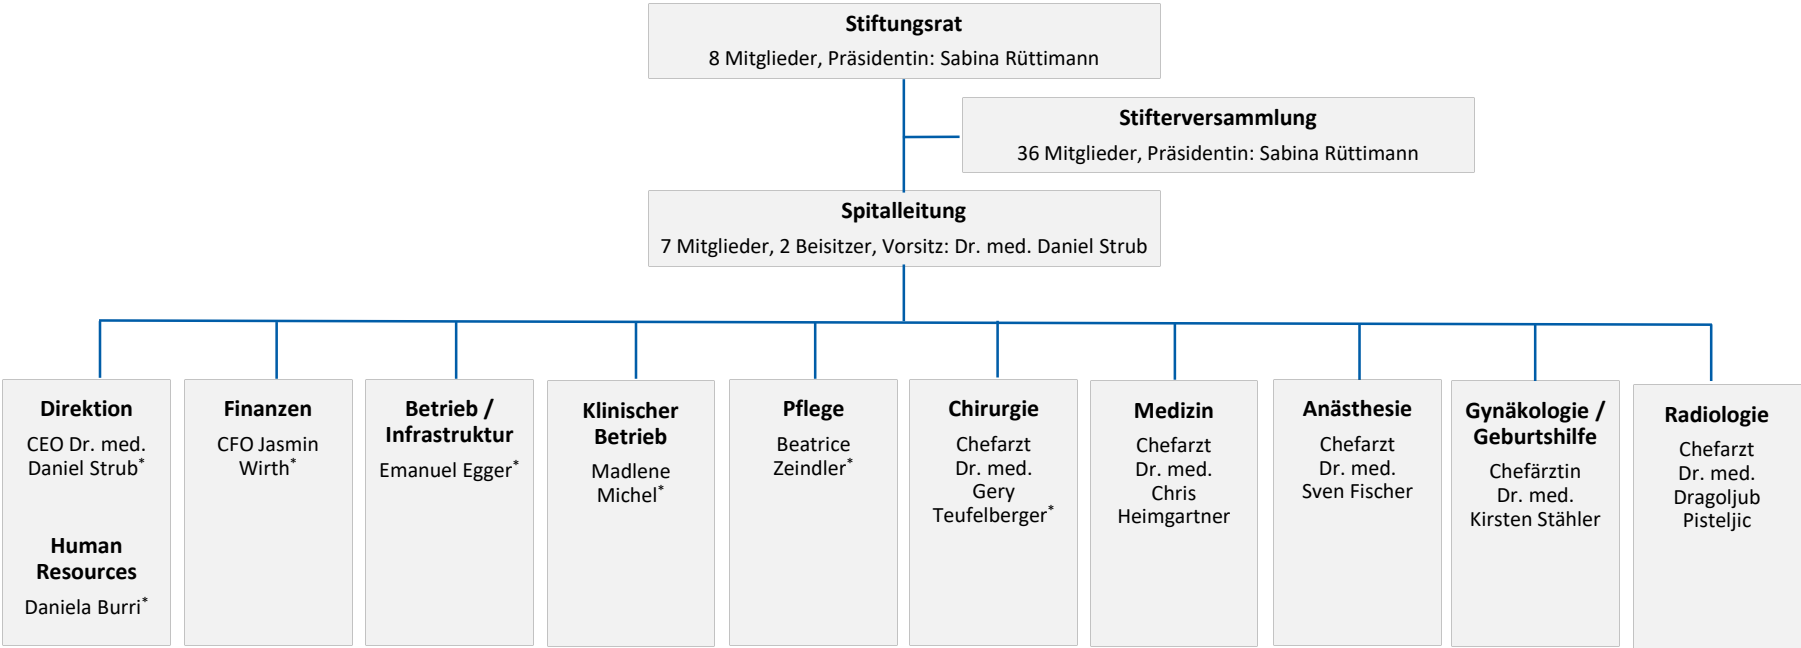 Stiftungsrat
8 Mitglieder, Präsidentin: Sabina Rüttimann
Stifterversammlung
36 Mitglieder, Präsidentin: Sabina Rüttimann
Spitalleitung
7 Mitglieder, 2 Beisitzer, Vorsitz: Dr. med. Daniel Strub
Direktion
CEO Dr. med.
Daniel Strub*
Human
Resources
Daniela Burri*
Finanzen
CFO Jasmin
Wirth*
Betrieb /
Infrastruktur
Emanuel Egger*
Klinischer
Betrieb
Madlene
Michel*
Pflege
Beatrice
Zeindler*
Chirurgie
Chefarzt
Dr. med.
Gery
Teufelberger*
Medizin
Chefarzt
Dr. med.
Chris
Heimgartner
Anästhesie
Chefarzt
Dr. med.
Sven Fischer
Gynäkologie /
Geburtshilfe
Chefärztin
Dr. med.
Kirsten Stähler
Radiologie
Chefarzt
Dr. med.
Dragoljub
Pisteljic